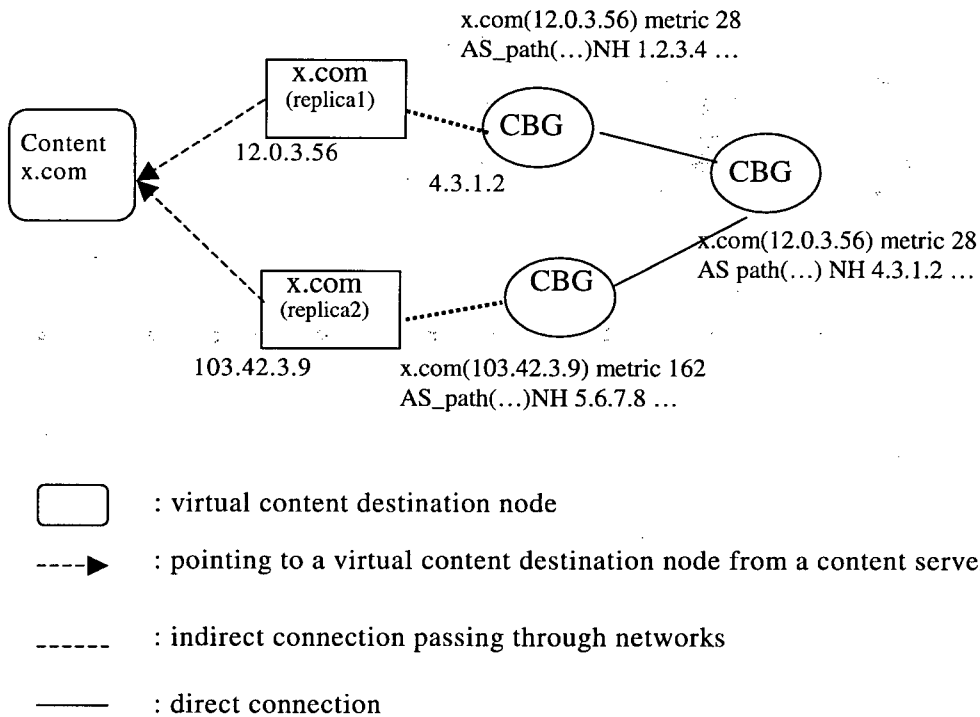 x.com(12.0.3.56) metric 28
AS_path(...)NH 1.2.3.4 ...
x.com
(replica1)
CBG
Content
x.com
12.0.3.56
4.3.1.2
CBG
x.com(12.0.3.56) metric 28
AS path(...) NH 4.3.1.2 ...
x.com
(replica2)
CBG
103.42.3.9
x.com(103.42.3.9) metric 162
AS_path(...)NH 5.6.7.8 ...
: virtual content destination node
: pointing to a virtual content destination node from a content serve
: indirect connection passing through networks
: direct connection